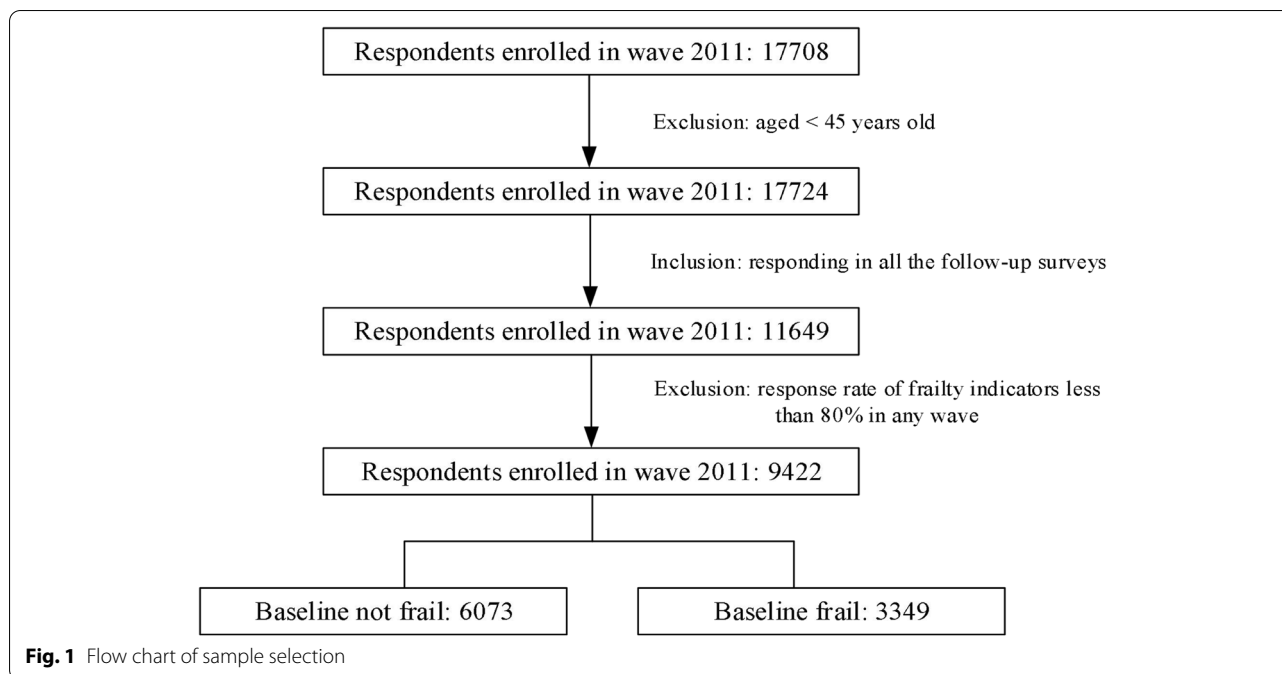 Respondents enrolled in wave 2011: 17708
Exclusion: aged < 45 years old
Respondents enrolled in wave 2011: 17724
Inclusion: responding in all the follow-up surveys
Respondents enrolled in wave 2011: 11649
Exclusion: response rate of frailty indicators less
than 80% in any wave
Respondents enrolled in wave 2011: 9422
Baseline not frail: 6073
Baseline frail: 3349
Fig. 1 Flow chart of sample selection